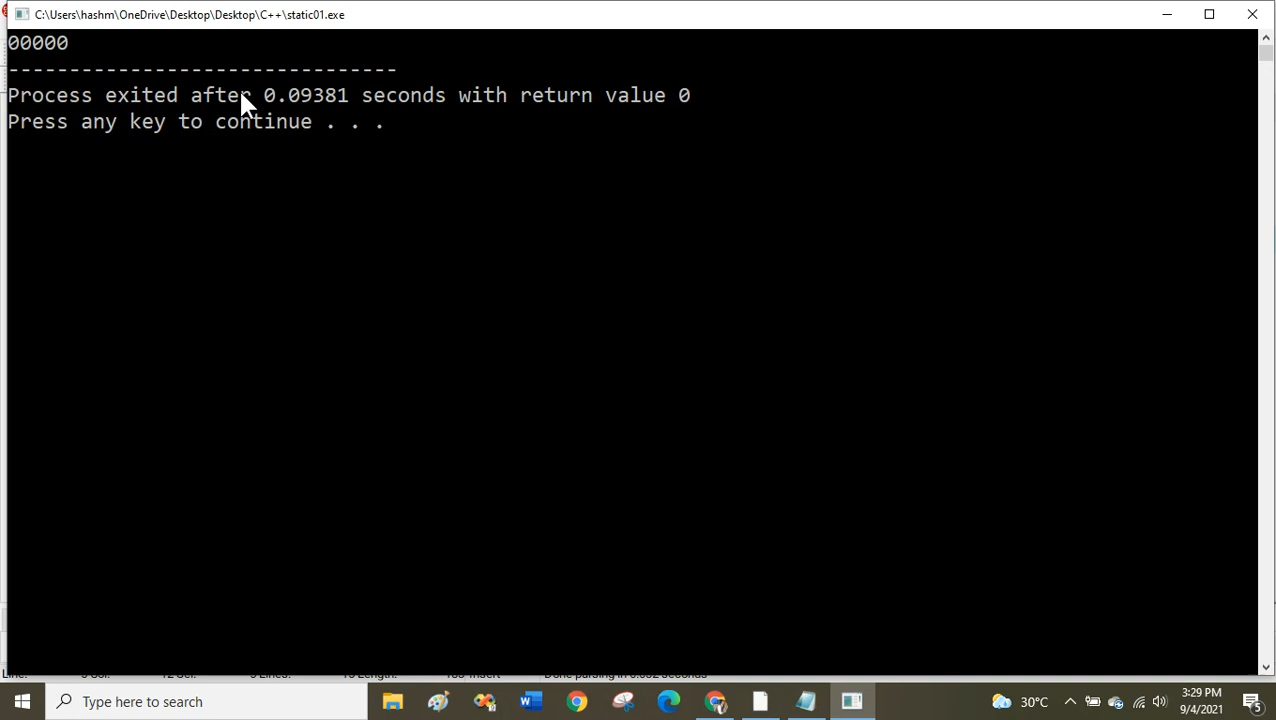 C:\Users\hashm\OneDrive\Desktop\Desktop\C++\static01.exe
00000
--------------------------------
Process exited after 0.09381 seconds with return value 0
Press any key to continue . . .
Type here to search
30°C
3:29 PM
9/4/2021
5